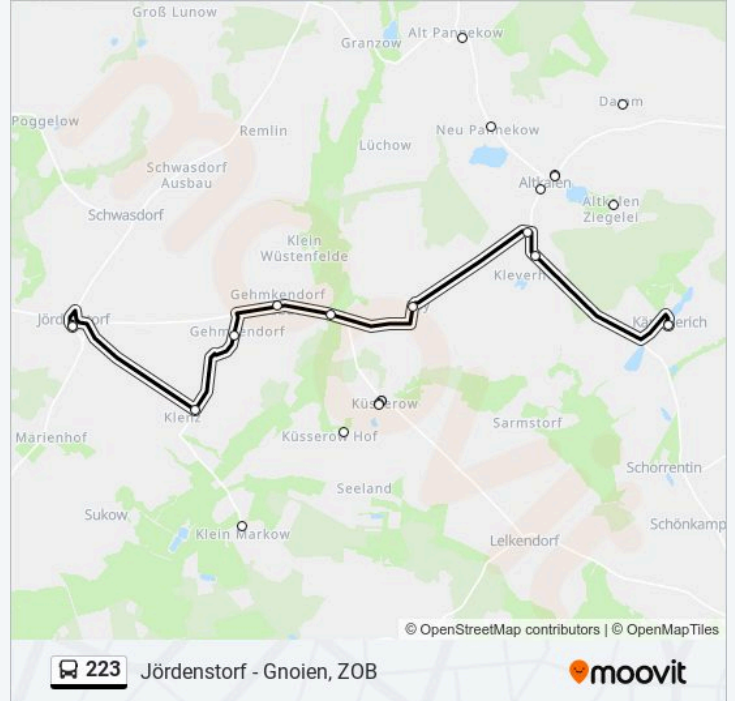 Groß Lunow
Granzow
Alt Pannekow
Poggelow
Remlin
Neu Pannekow
Lüchow
Schwasdorf
Ausbau
Altkalen
Altkalen
Ziegelei
Schwasdorf
Klein
Wüstenfelde
Kleverh
Gehmkendorf
Jördenstorf
Gehmkendorf
Kämmerich
Küsserow
Klenz
Sarmstorf
Marienhof
Küsserow Hof
Schorrentin
Seeland
Sukow
Klein Markow
Lelkendorf
Schönkamp
© OpenStreetMap contributors | © OpenMapTiles
223 Jördenstorf - Gnoien, ZOB
moovit